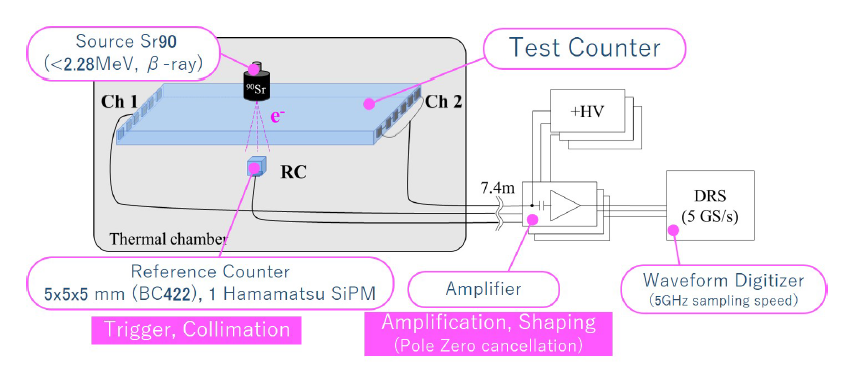 Source Sr90
(<2.28MeV, β-ray)
Test Counter
⁹⁰Sr
Ch 1
Ch 2
e⁻
+HV
RC
7.4m
DRS
(5 GS/s)
Thermal chamber
Reference Counter
5x5x5 mm (BC422), 1 Hamamatsu SiPM
Amplifier
Waveform Digitizer
(5GHz sampling speed)
Trigger, Collimation
Amplification, Shaping
(Pole Zero cancellation)